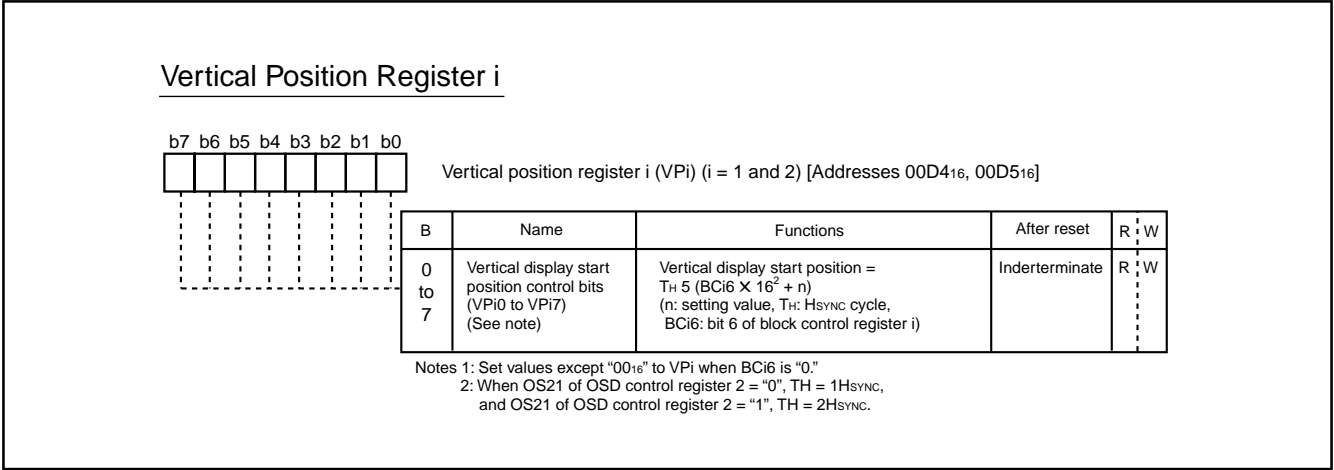 Vertical Position Register i
b7 b6 b5 b4 b3 b2 b1 b0
Vertical position register i (VPi) (i = 1 and 2) [Addresses 00D4₁₆, 00D5₁₆]
B Name Functions After reset R W
0 to 7
Vertical display start
position control bits
(VPi0 to VPi7)
(See note)
Vertical display start position =
TH 5 (BCi6 × 16² + n)
(n: setting value, TH: HSYNC cycle,
BCi6: bit 6 of block control register i)
Inderterminate R W
Notes 1: Set values except “00₁₆” to VPi when BCi6 is “0.”
2: When OS21 of OSD control register 2 = “0”, TH = 1HSYNC,
and OS21 of OSD control register 2 = “1”, TH = 2HSYNC.